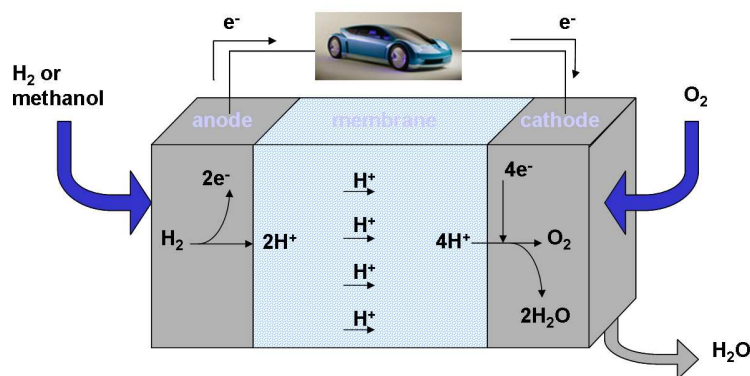 e⁻
e⁻
H₂ or
methanol
O₂
anode
membrane
cathode
2e⁻
H⁺
4e⁻
H⁺
H₂
2H⁺
4H⁺
O₂
H⁺
H⁺
2H₂O
H₂O